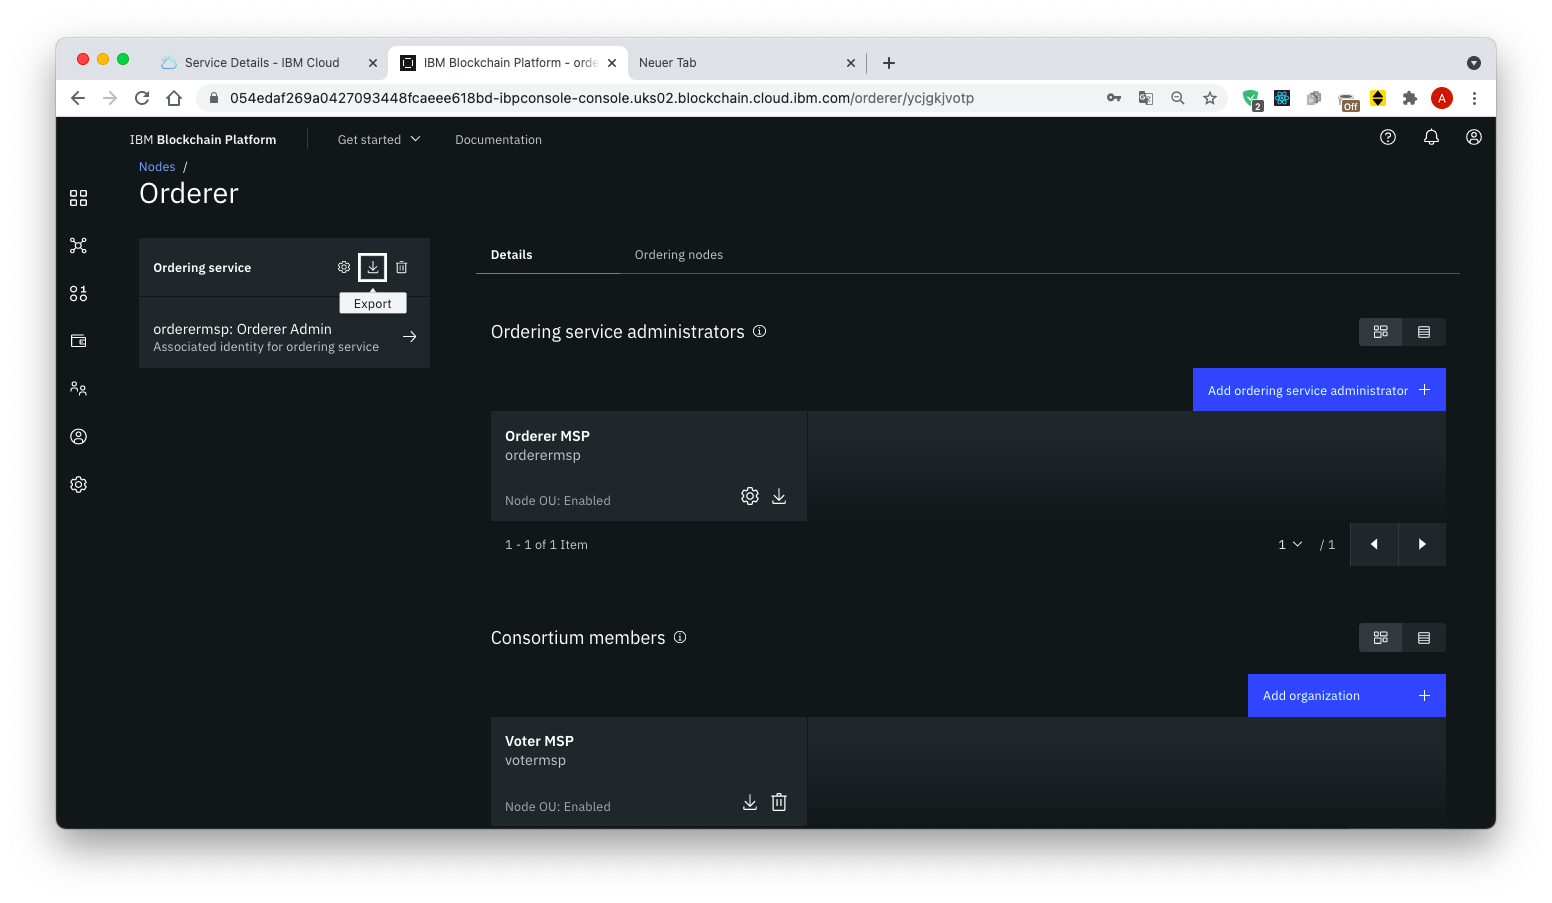 Service Details - IBM Cloud
IBM Blockchain Platform - orde
Neuer Tab
054edaf269a0427093448fcaeee618bd-ibpconsole-console.uks02.blockchain.cloud.ibm.com/orderer/ycjgkjvotp
2
Off
A
IBM Blockchain Platform
Get started
Documentation
Nodes /
Orderer
Ordering service
Export
orderermsp: Orderer Admin
Associated identity for ordering service
Details
Ordering nodes
Ordering service administrators
Add ordering service administrator
Orderer MSP
orderermsp
Node OU: Enabled
1 - 1 of 1 Item
1
/ 1
Consortium members
Add organization
Voter MSP
votermsp
Node OU: Enabled